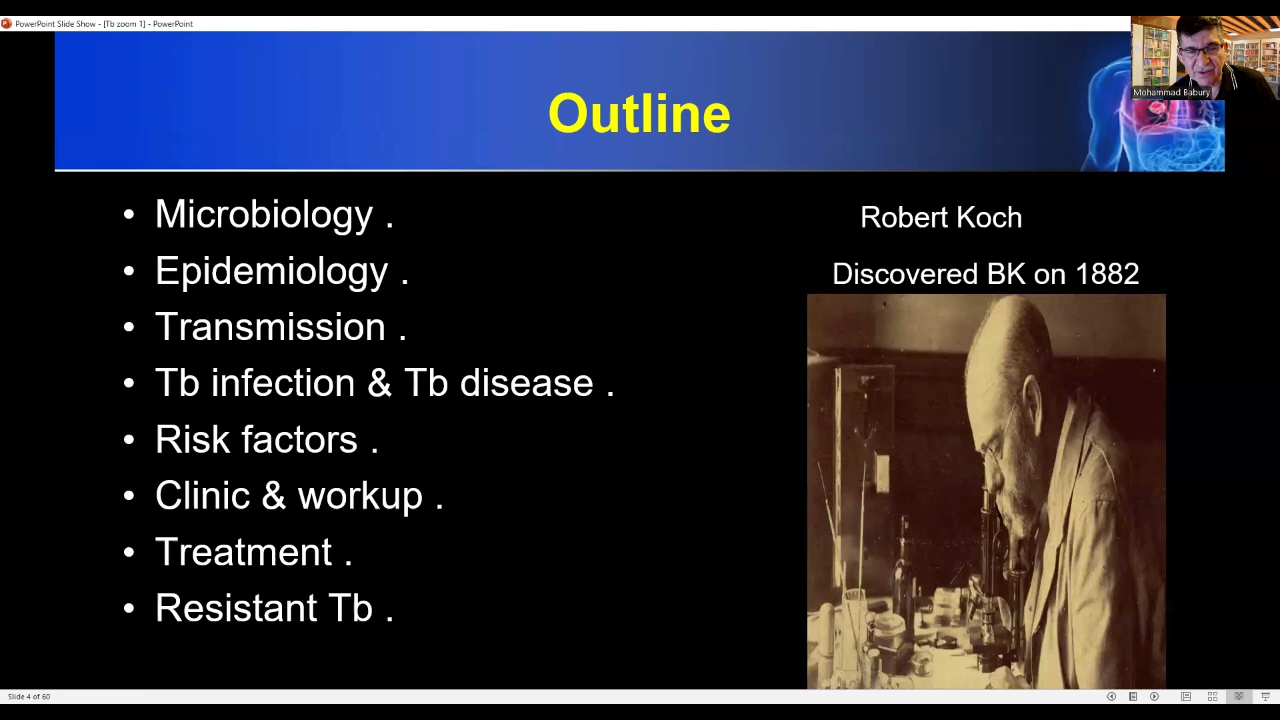 PowerPoint Slide Show - [Tb zoom 1] - PowerPoint
Mohammad Babury
Outline
• Microbiology .
• Epidemiology .
• Transmission .
• Tb infection & Tb disease .
• Risk factors .
• Clinic & workup .
• Treatment .
• Resistant Tb .
Robert Koch
Discovered BK on 1882
Slide 4 of 60